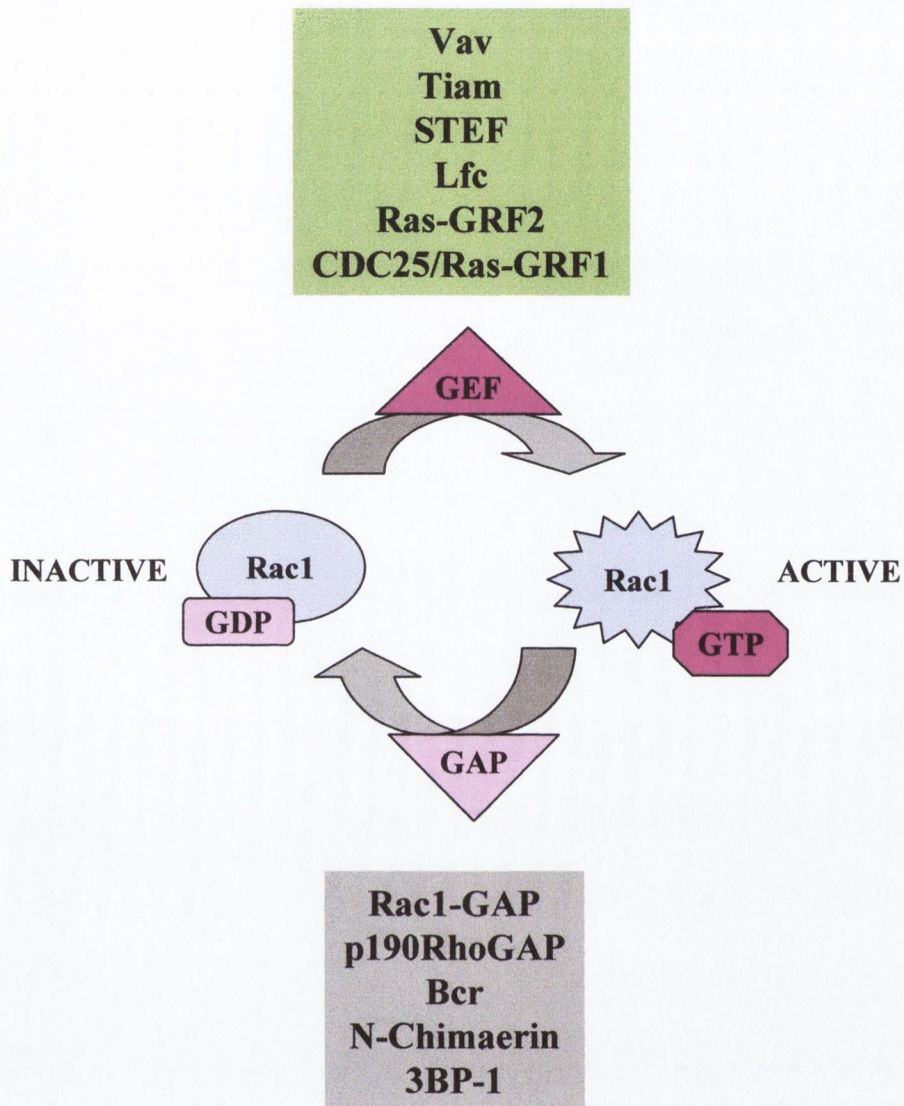 Vav
Tiam
STEF
Lfc
Ras-GRF2
CDC25/Ras-GRF1
GEF
INACTIVE
Rac1
GDP
Rac1
GTP
ACTIVE
GAP
Rac1-GAP
p190RhoGAP
Bcr
N-Chimaerin
3BP-1